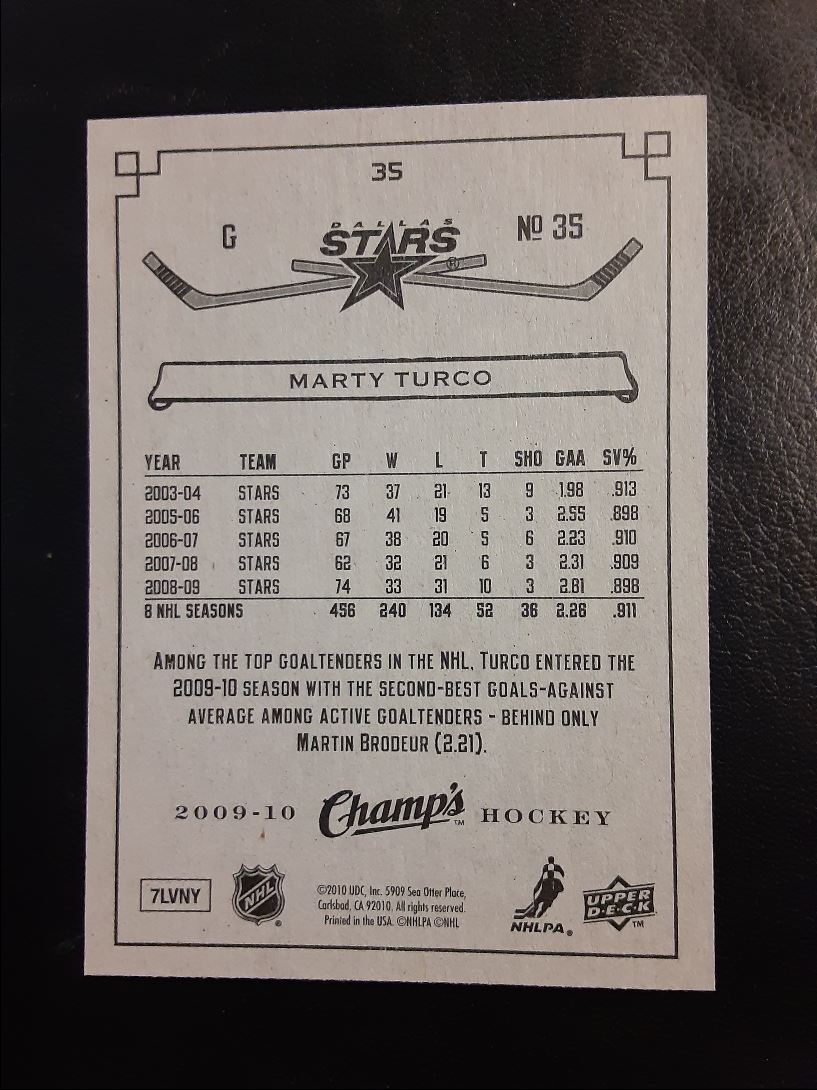 35
G DALLAS STARS ® Nº 35
MARTY TURCO
YEAR TEAM GP W L T SHO GAA SV%
2003-04 STARS 73 37 21 13 9 1.98 .913
2005-06 STARS 68 41 19 5 3 2.55 .898
2006-07 STARS 67 38 20 5 6 2.23 .910
2007-08 STARS 62 32 21 6 3 2.31 .909
2008-09 STARS 74 33 31 10 3 2.81 .898
8 NHL SEASONS 456 240 134 52 36 2.26 .911
AMONG THE TOP GOALTENDERS IN THE NHL, TURCO ENTERED THE
2009-10 SEASON WITH THE SECOND-BEST GOALS-AGAINST
AVERAGE AMONG ACTIVE GOALTENDERS - BEHIND ONLY
MARTIN BRODEUR (2.21).
2009-10 Champ's™ HOCKEY
7LVNY
NHL ®
©2010 UDC, Inc. 5909 Sea Otter Place,
Carlsbad, CA 92010. All rights reserved.
Printed in the USA. ©NHLPA ©NHL
NHLPA®
UPPER
D·E·C·K ™